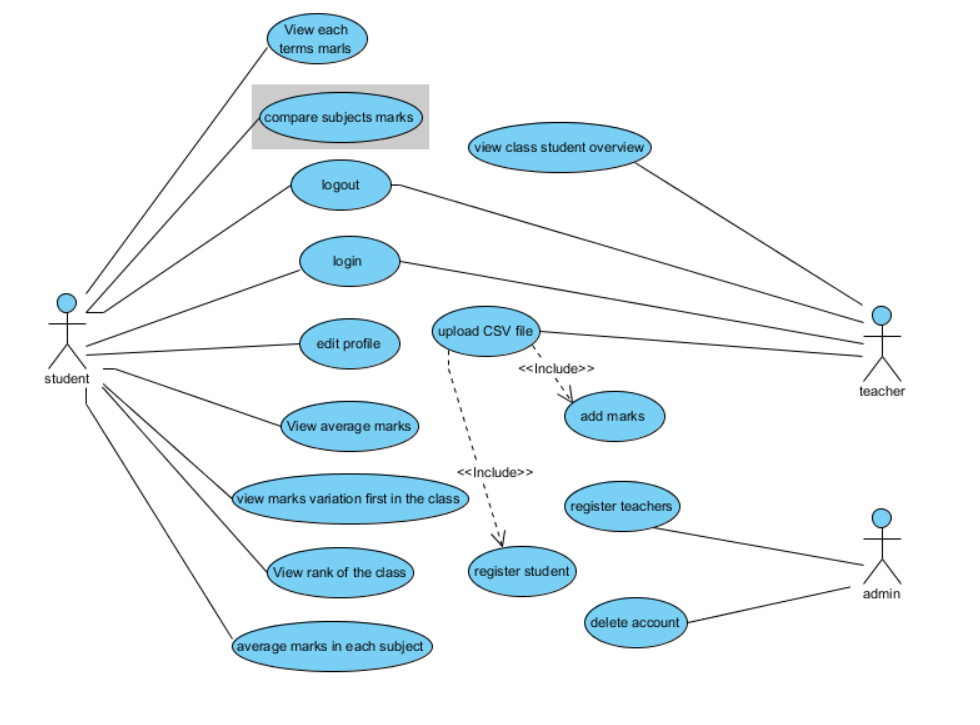 View each
terms marls
compare subjects marks
view class student overview
logout
login
upload CSV file
edit profile
student
<<Include>>
teacher
add marks
View average marks
<<Include>>
view marks variation first in the class
register teachers
View rank of the class
register student
admin
delete account
average marks in each subject